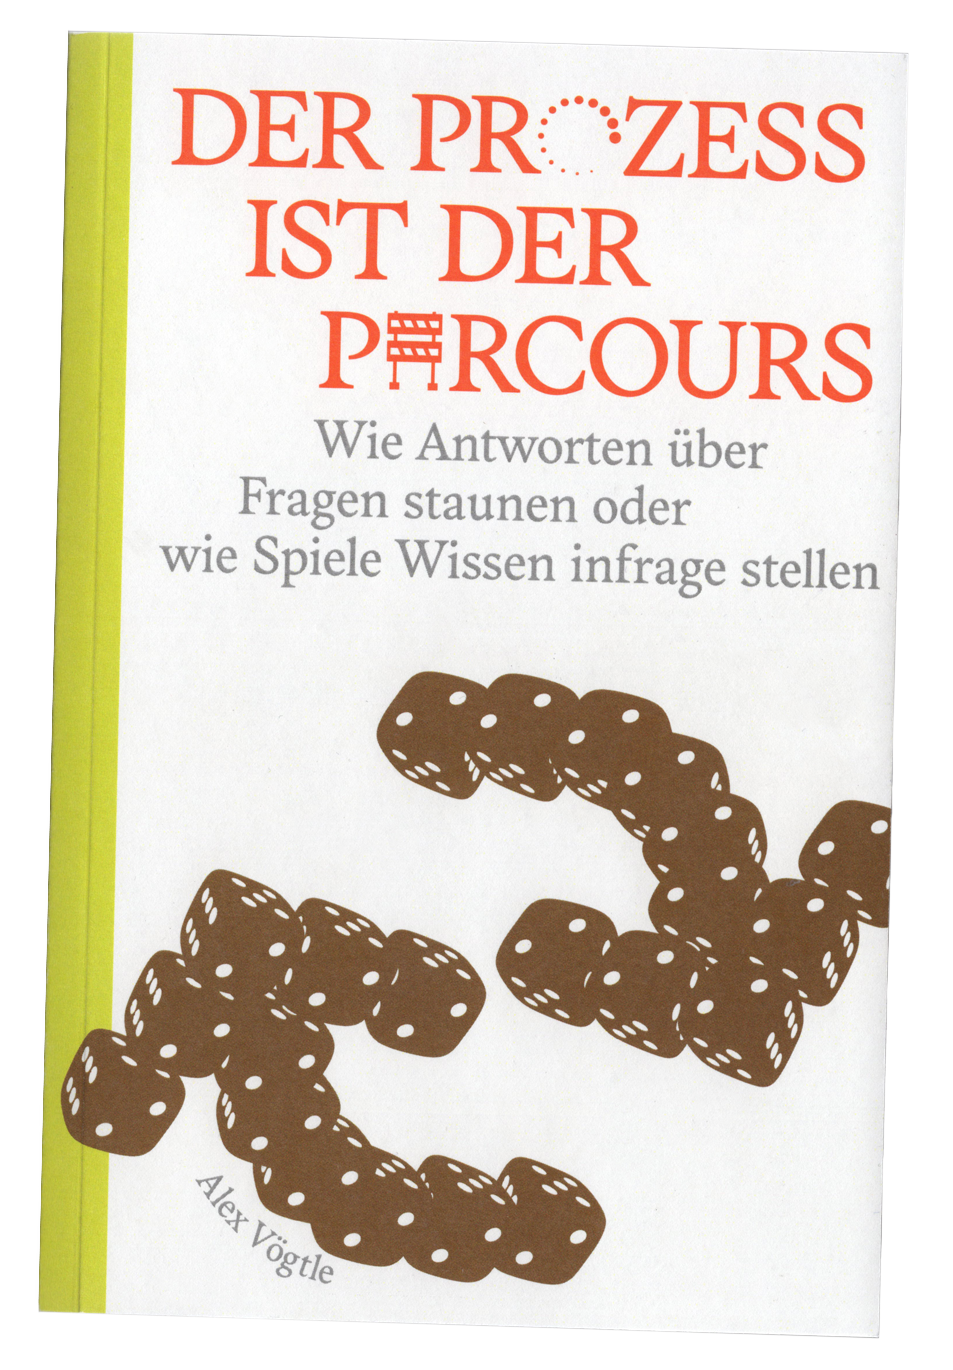 DER PROZESS
IST DER
PARCOURS
Wie Antworten über
Fragen staunen oder
wie Spiele Wissen infrage stellen
Alex Vögtle